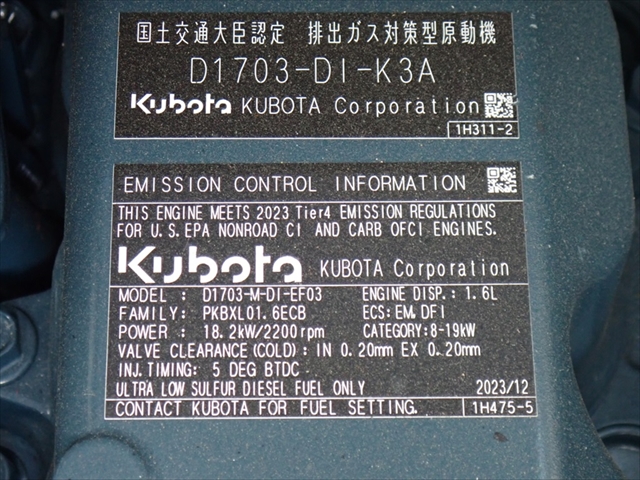 国土交通大臣認定 排出ガス対策型原動機
D1703-DI-K3A
Kubota KUBOTA Corporation
1H311-2
EMISSION CONTROL INFORMATION
THIS ENGINE MEETS 2023 Tier4 EMISSION REGULATIONS
FOR U.S.EPA NONROAD CI AND CARB OFCI ENGINES.
Kubota KUBOTA Corporation
MODEL : D1703-M-DI-EF03 ENGINE DISP.: 1.6L
FAMILY: PKBXL01.6ECB ECS: EM,DFI
POWER : 18.2kW/2200rpm CATEGORY: 8-19kW
VALVE CLEARANCE(COLD): IN 0.20mm EX 0.20mm
INJ.TIMING: 5 DEG BTDC
ULTRA LOW SULFUR DIESEL FUEL ONLY 2023/12
CONTACT KUBOTA FOR FUEL SETTING. 1H475-5